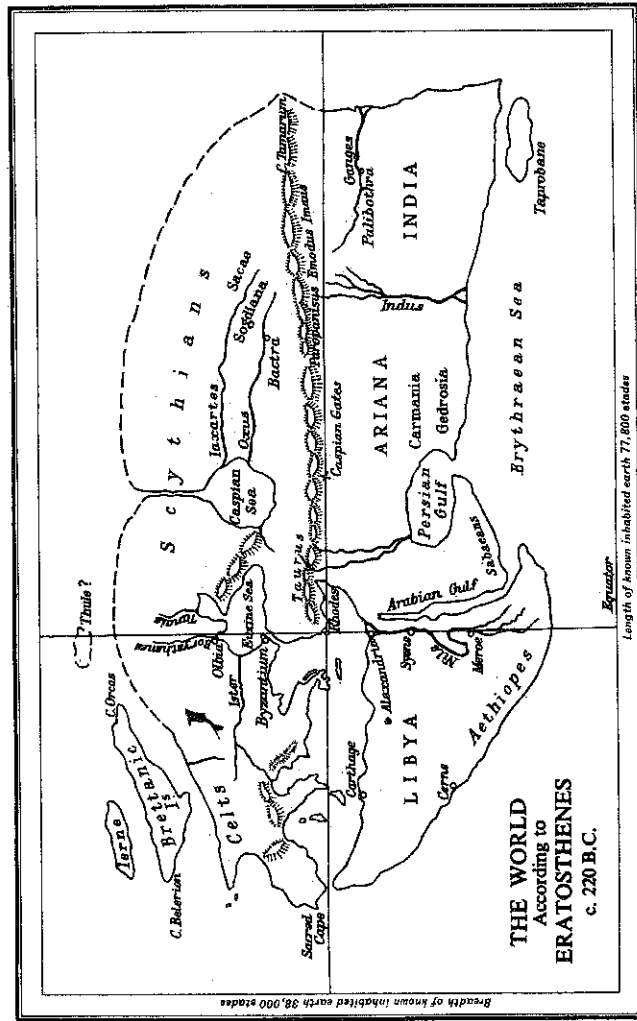 Thule ?
C. Orcas
Ierne
Brettanic
Is
C. Belerion
Celts
Scythians
Tanais
Borysthenes
Olbia
Ister
Euxine Sea
Byzantium
Caspian
Sea
Iaxartes
Oxus
Sacae
Sogdiana
Bactra
Taurus
Paropanisus
Emodus
Imaus
Tamarum
Sacred
Cape
Rhodes
Caspian Gates
Carthage
Alexandria
LIBYA
Syene
Nile
Meroe
Cerne
Aethiopes
Arabian Gulf
Sabaeans
Persian
Gulf
ARIANA
Carmania
Gedrosia
Indus
Ganges
Palibothra
INDIA
Taprobane
Erythraean Sea
Equator
THE WORLD
According to
ERATOSTHENES
c. 220 B.C.
Breadth of known inhabited earth 38,000 stades
Length of known inhabited earth 77,800 stades